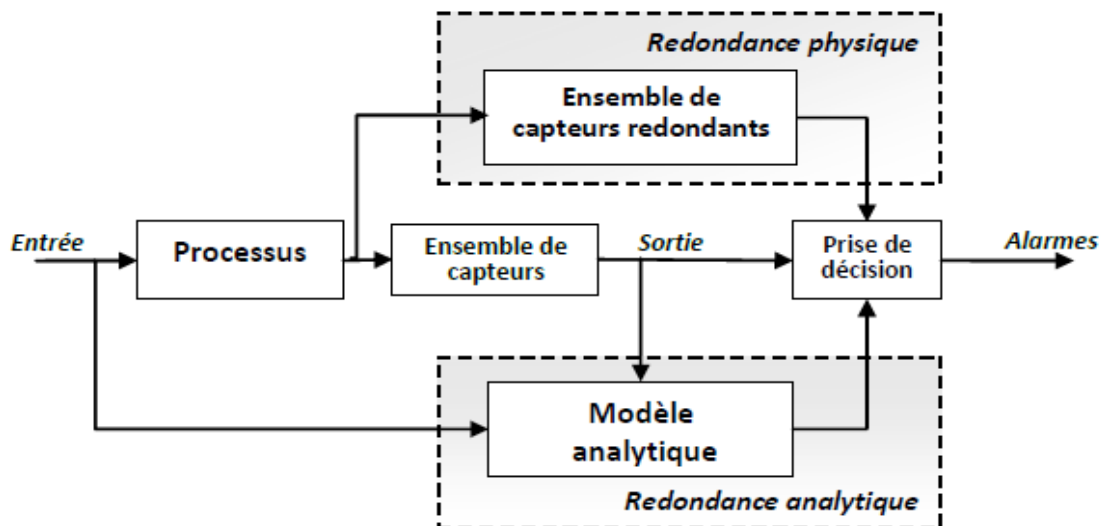 Redondance physique
Ensemble de
capteurs redondants
Entrée
Processus
Ensemble de
capteurs
Sortie
Prise de
décision
Alarmes
Modèle
analytique
Redondance analytique